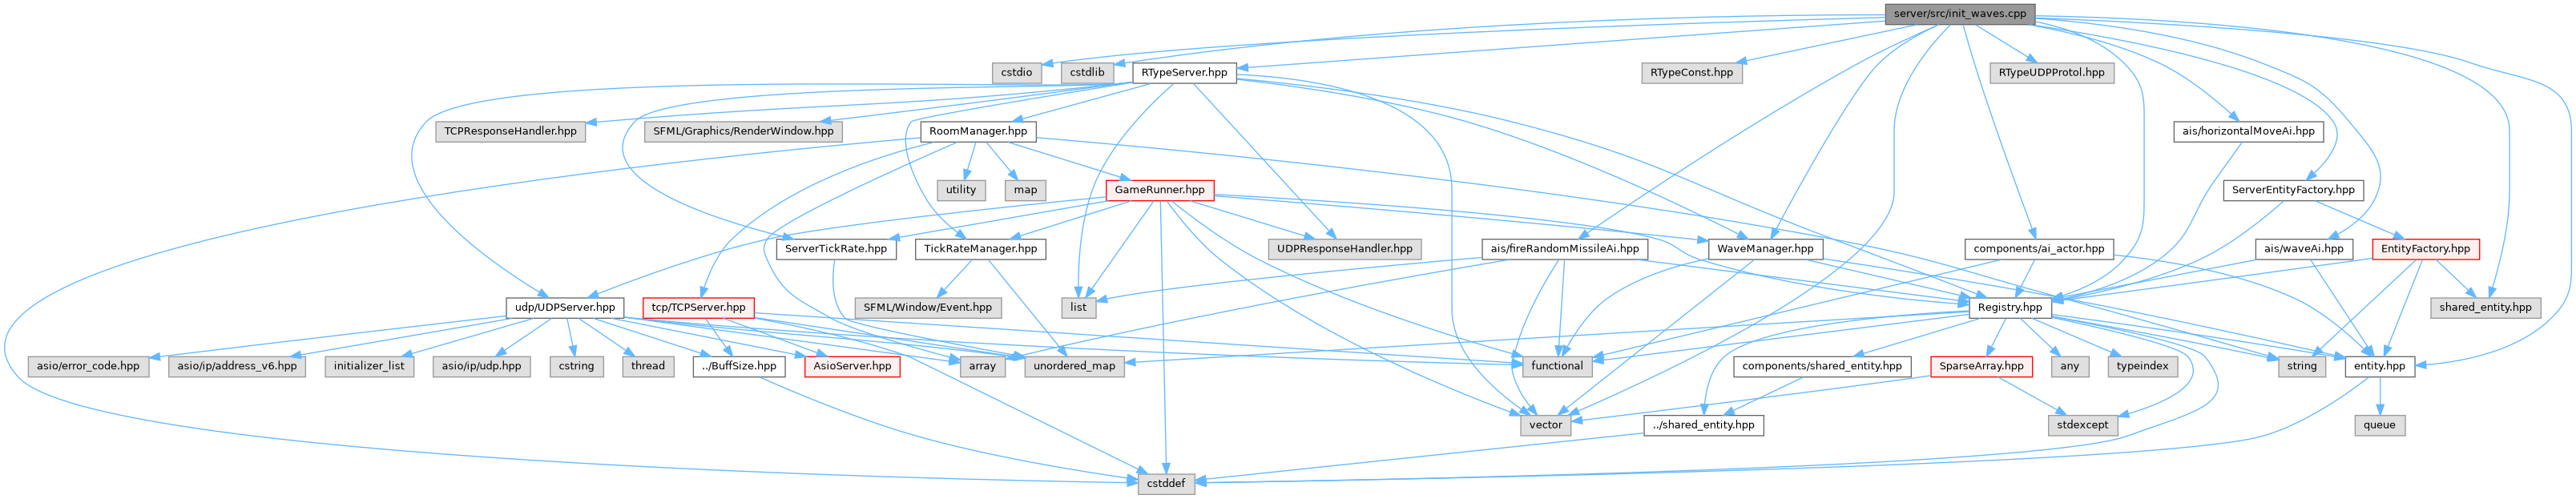 server/src/init_waves.cpp
cstdio
cstdlib
RTypeServer.hpp
RTypeConst.hpp
RTypeUDPProtol.hpp
TCPResponseHandler.hpp
SFML/Graphics/RenderWindow.hpp
RoomManager.hpp
ais/horizontalMoveAi.hpp
utility
map
GameRunner.hpp
ServerEntityFactory.hpp
ServerTickRate.hpp
TickRateManager.hpp
UDPResponseHandler.hpp
ais/fireRandomMissileAi.hpp
WaveManager.hpp
components/ai_actor.hpp
ais/waveAi.hpp
EntityFactory.hpp
udp/UDPServer.hpp
tcp/TCPServer.hpp
SFML/Window/Event.hpp
list
Registry.hpp
shared_entity.hpp
asio/error_code.hpp
asio/ip/address_v6.hpp
initializer_list
asio/ip/udp.hpp
cstring
thread
../BuffSize.hpp
AsioServer.hpp
array
unordered_map
functional
components/shared_entity.hpp
SparseArray.hpp
any
typeindex
string
entity.hpp
vector
../shared_entity.hpp
stdexcept
queue
cstddef